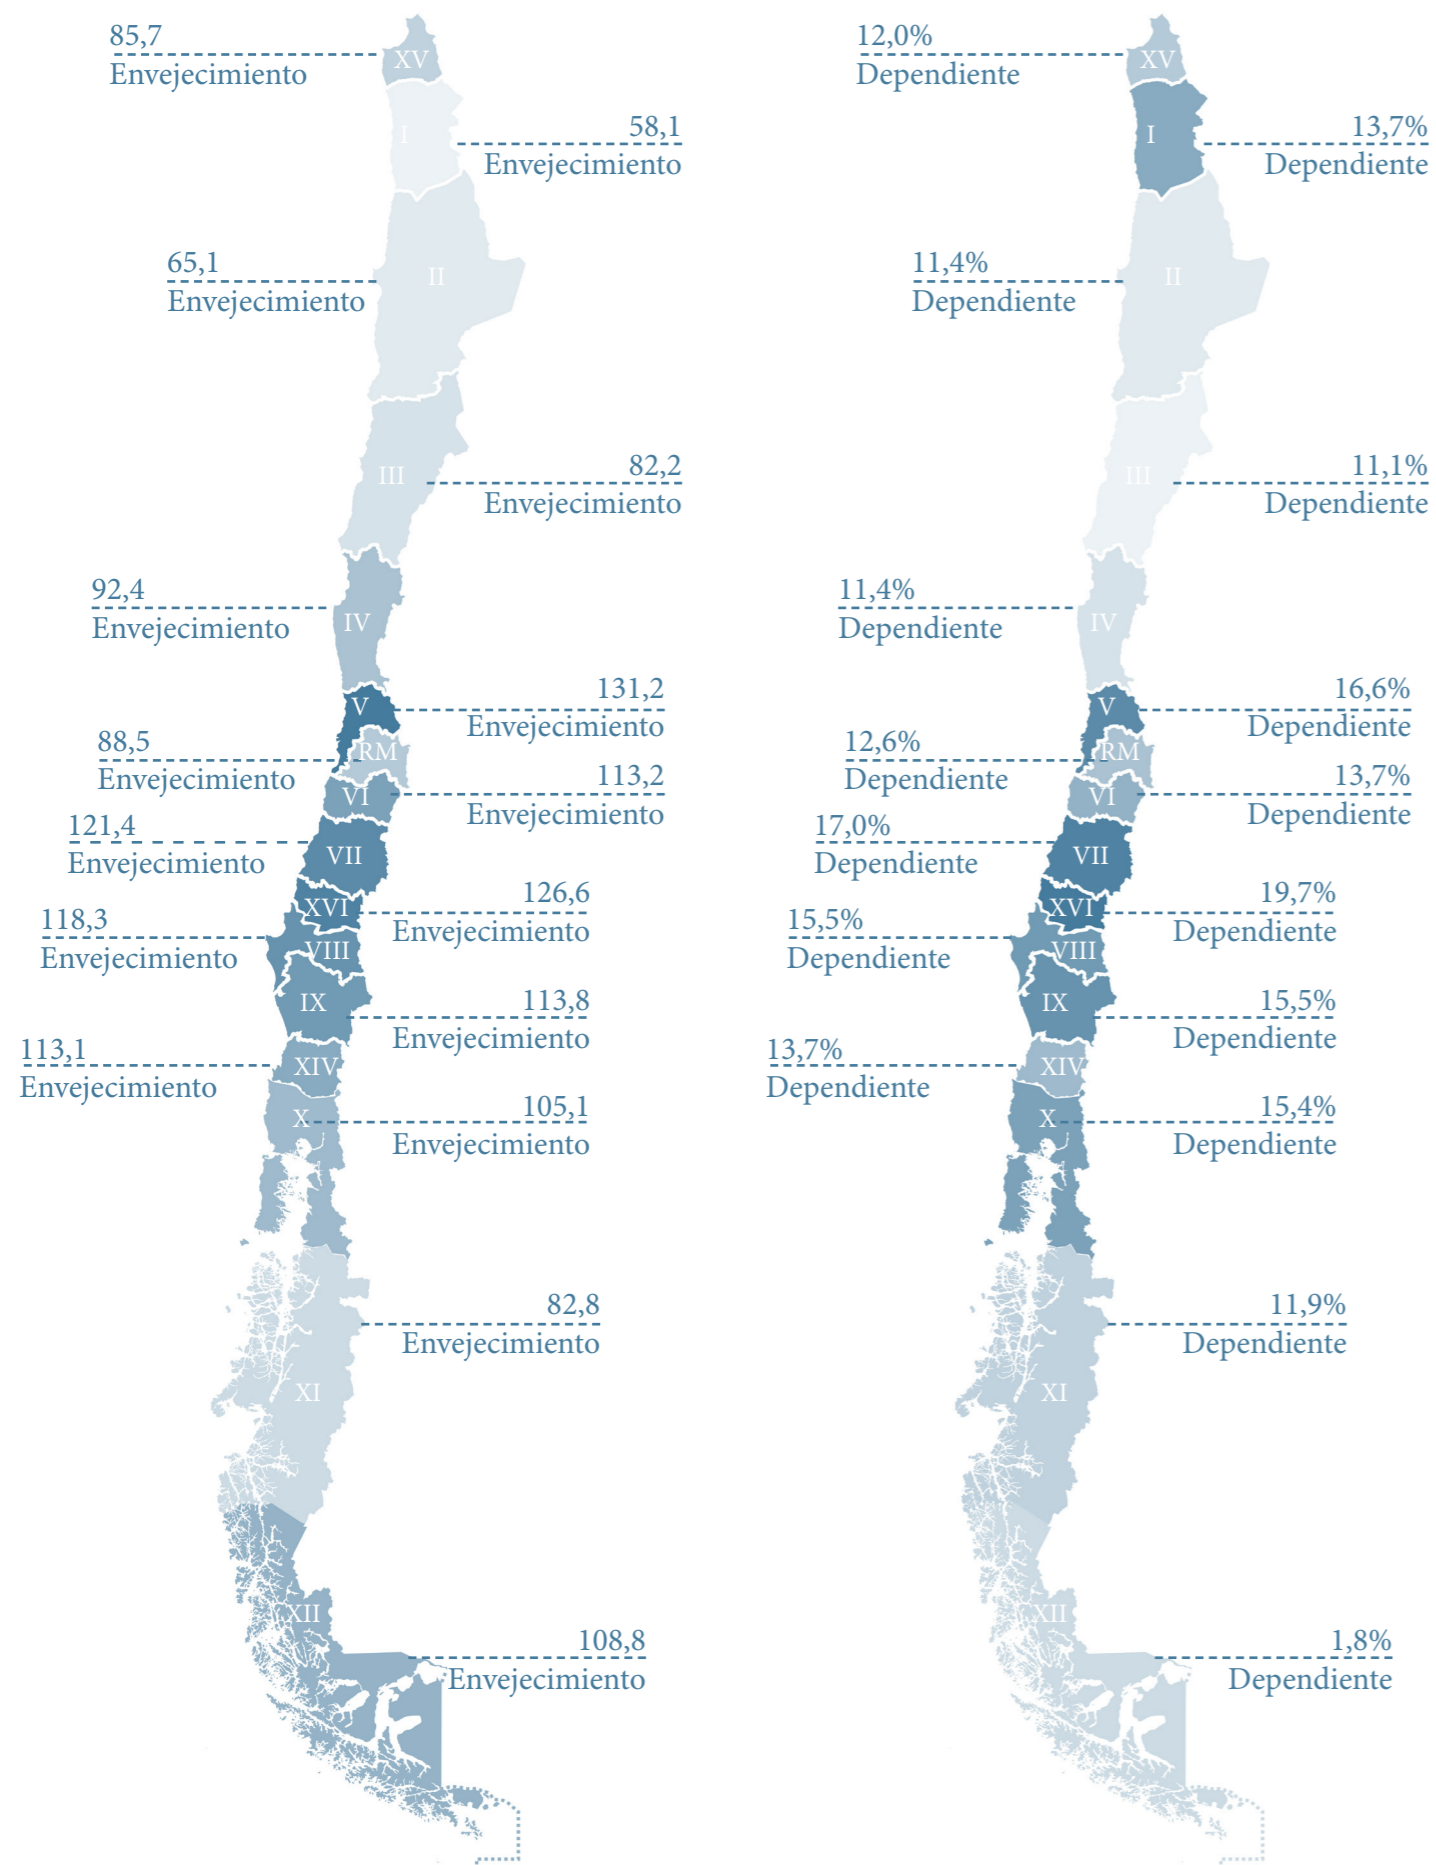 85,7
Envejecimiento
XV
I
58,1
Envejecimiento
65,1
Envejecimiento
II
82,2
Envejecimiento
III
92,4
Envejecimiento
IV
131,2
Envejecimiento
V
88,5
Envejecimiento
RM
113,2
Envejecimiento
VI
121,4
Envejecimiento
VII
126,6
Envejecimiento
XVI
118,3
Envejecimiento
VIII
113,8
Envejecimiento
IX
113,1
Envejecimiento
XIV
105,1
Envejecimiento
X
82,8
Envejecimiento
XI
XII
108,8
Envejecimiento
12,0%
Dependiente
XV
13,7%
Dependiente
I
11,4%
Dependiente
II
11,1%
Dependiente
III
11,4%
Dependiente
IV
16,6%
Dependiente
V
12,6%
Dependiente
RM
13,7%
Dependiente
VI
17,0%
Dependiente
VII
19,7%
Dependiente
XVI
15,5%
Dependiente
VIII
15,5%
Dependiente
IX
13,7%
Dependiente
XIV
15,4%
Dependiente
X
11,9%
Dependiente
XI
XII
1,8%
Dependiente